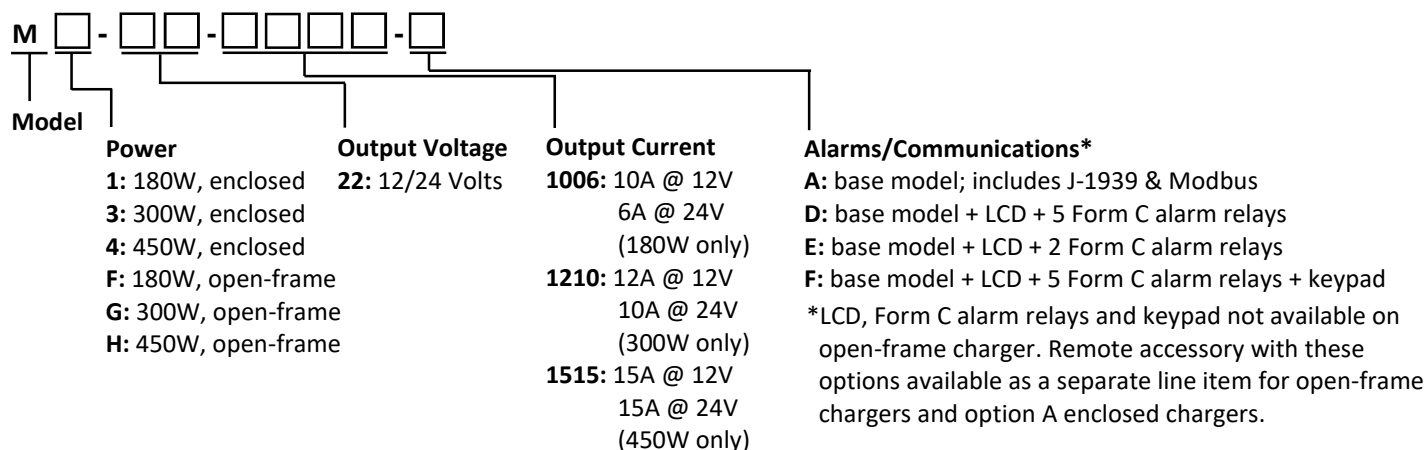 M □ - □□ - □□□□ - □
Model
Power
1: 180W, enclosed
3: 300W, enclosed
4: 450W, enclosed
F: 180W, open-frame
G: 300W, open-frame
H: 450W, open-frame
Output Voltage
22: 12/24 Volts
Output Current
1006: 10A @ 12V
6A @ 24V
(180W only)
1210: 12A @ 12V
10A @ 24V
(300W only)
1515: 15A @ 12V
15A @ 24V
(450W only)
Alarms/Communications*
A: base model; includes J-1939 & Modbus
D: base model + LCD + 5 Form C alarm relays
E: base model + LCD + 2 Form C alarm relays
F: base model + LCD + 5 Form C alarm relays + keypad
*LCD, Form C alarm relays and keypad not available on
open-frame charger. Remote accessory with these
options available as a separate line item for open-frame
chargers and option A enclosed chargers.